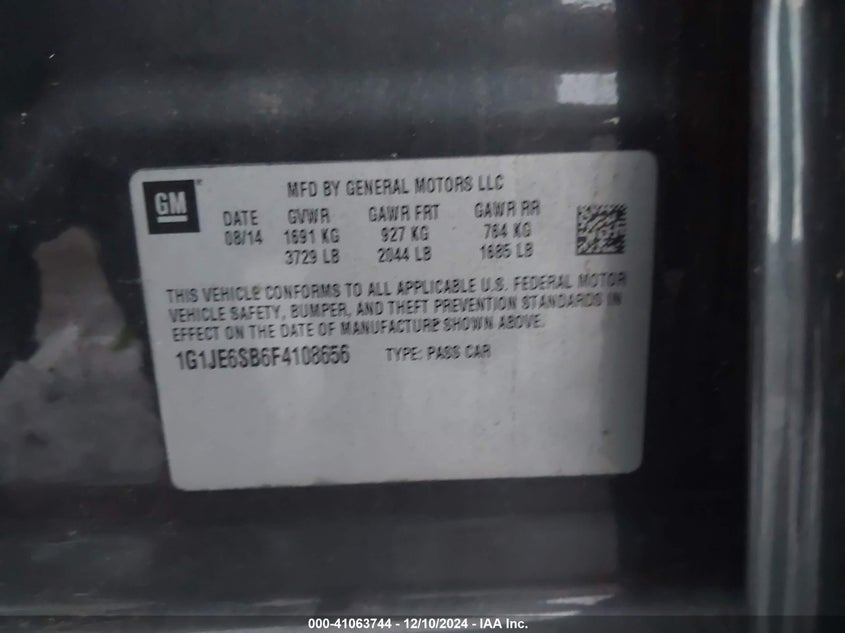 GM
MFD BY GENERAL MOTORS LLC
DATE GVWR GAWR FRT GAWR RR
08/14 1691 KG 927 KG 764 KG
3729 LB 2044 LB 1685 LB
THIS VEHICLE CONFORMS TO ALL APPLICABLE U.S. FEDERAL MOTOR
VEHICLE SAFETY, BUMPER, AND THEFT PREVENTION STANDARDS IN
EFFECT ON THE DATE OF MANUFACTURE SHOWN ABOVE.
1G1JE6SB6F4108656 TYPE: PASS CAR
000-41063744 - 12/10/2024 - IAA Inc.